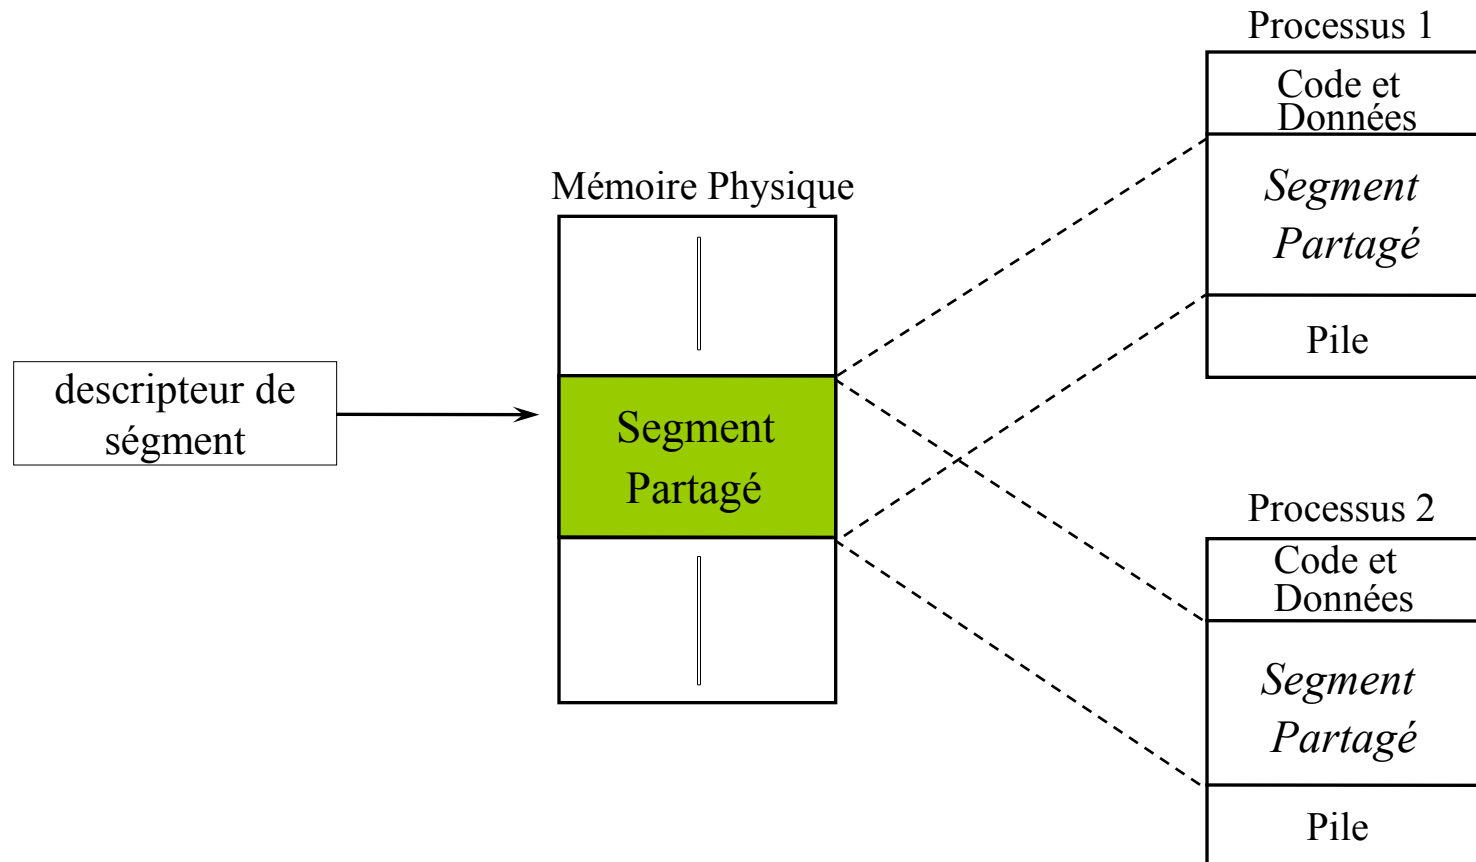 Processus 1
Code et
Données
Segment
Partagé
Pile
Mémoire Physique
Segment
Partagé
descripteur de
ségment
Processus 2
Code et
Données
Segment
Partagé
Pile